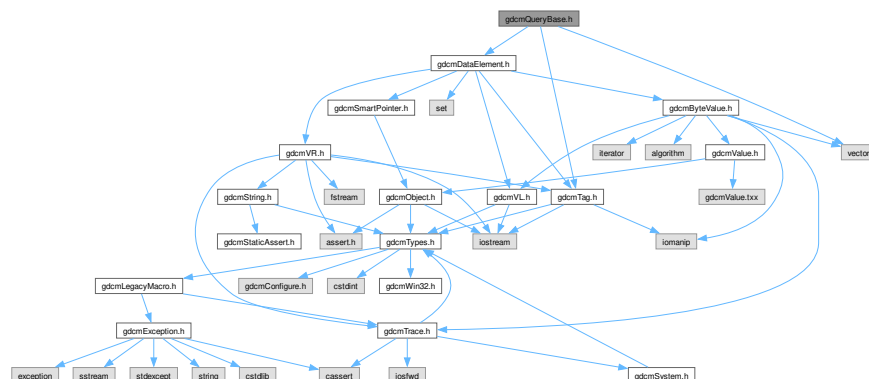 gdcmQueryBase.h
gdcmDataElement.h
gdcmSmartPointer.h
set
gdcmByteValue.h
gdcmVR.h
iterator
algorithm
gdcmValue.h
vector
gdcmString.h
fstream
gdcmObject.h
gdcmVL.h
gdcmTag.h
gdcmValue.txx
gdcmStaticAssert.h
assert.h
gdcmTypes.h
iostream
iomanip
gdcmLegacyMacro.h
gdcmConfigure.h
cstdint
gdcmWin32.h
gdcmException.h
gdcmTrace.h
exception
sstream
stdexcept
string
cstdlib
cassert
iosfwd
gdcmSystem.h